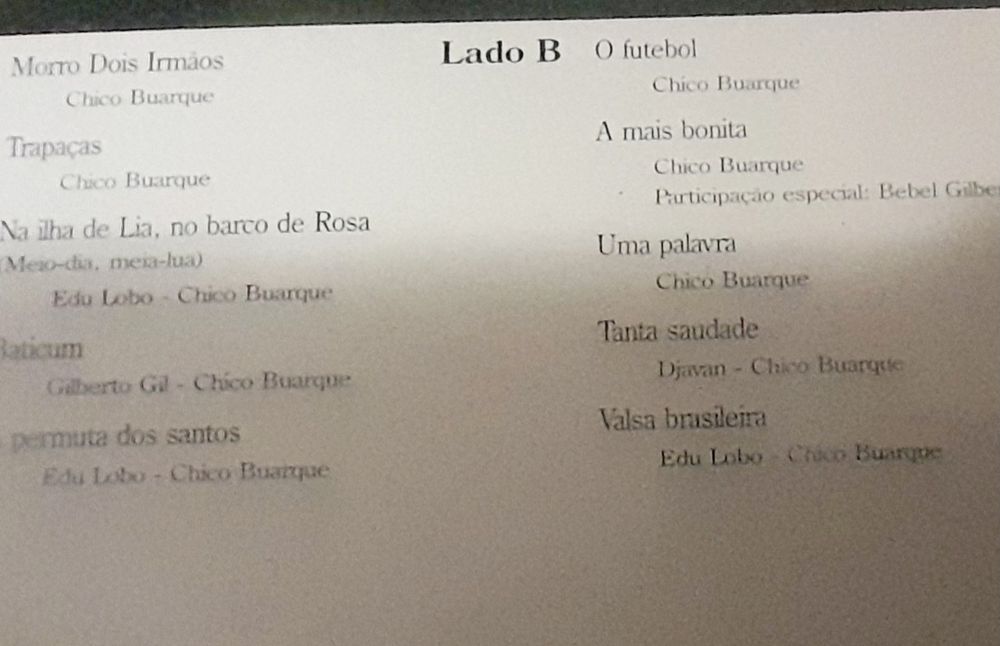 Morro Dois Irmãos
Chico Buarque
Trapaças
Chico Buarque
Na ilha de Lia, no barco de Rosa
(Meio-dia, meia-lua)
Edu Lobo - Chico Buarque
Baticum
Gilberto Gil - Chico Buarque
permuta dos santos
Edu Lobo - Chico Buarque
Lado B
O futebol
Chico Buarque
A mais bonita
Chico Buarque
Participação especial: Bebel
Uma palavra
Chico Buarque
Tanta saudade
Djavan - Chico Buarque
Valsa brasileira
Edu Lobo - Chico Buarque